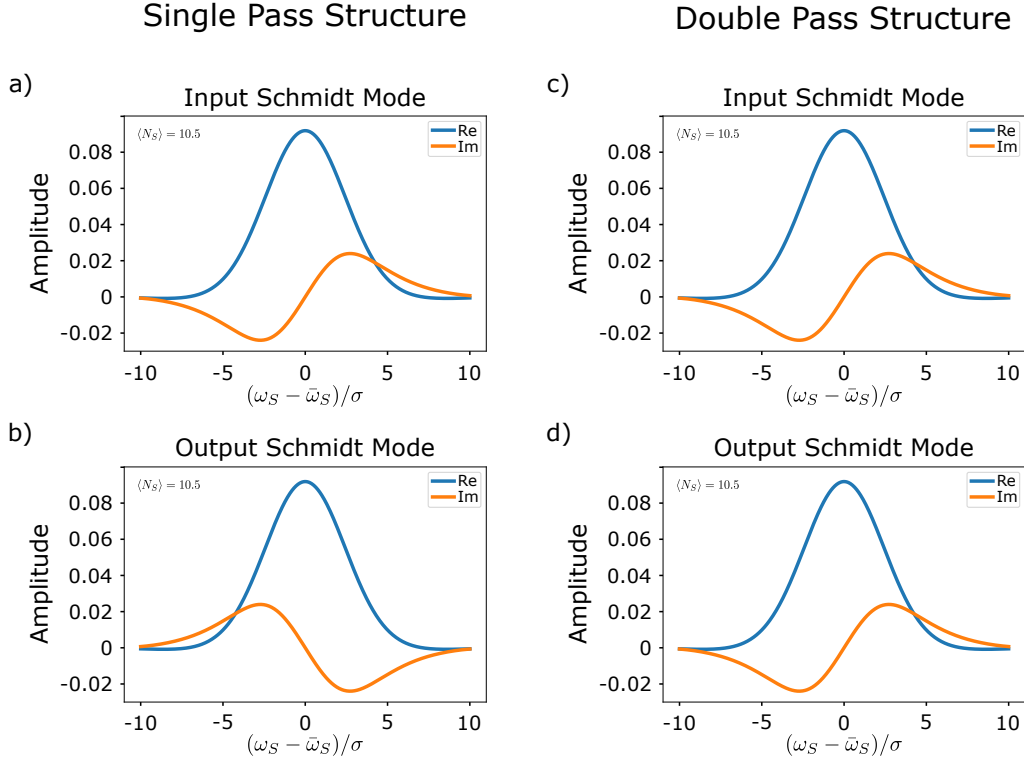 Single Pass Structure
Double Pass Structure
a)
Input Schmidt Mode
⟨N_S⟩ = 10.5
Re
Im
0.08
0.06
0.04
0.02
0
-0.02
Amplitude
-10
-5
0
5
10
(ω_S − ω̄_S)/σ
b)
Output Schmidt Mode
⟨N_S⟩ = 10.5
Re
Im
0.08
0.06
0.04
0.02
0
-0.02
Amplitude
-10
-5
0
5
10
(ω_S − ω̄_S)/σ
c)
Input Schmidt Mode
⟨N_S⟩ = 10.5
Re
Im
0.08
0.06
0.04
0.02
0
-0.02
Amplitude
-10
-5
0
5
10
(ω_S − ω̄_S)/σ
d)
Output Schmidt Mode
⟨N_S⟩ = 10.5
Re
Im
0.08
0.06
0.04
0.02
0
-0.02
Amplitude
-10
-5
0
5
10
(ω_S − ω̄_S)/σ